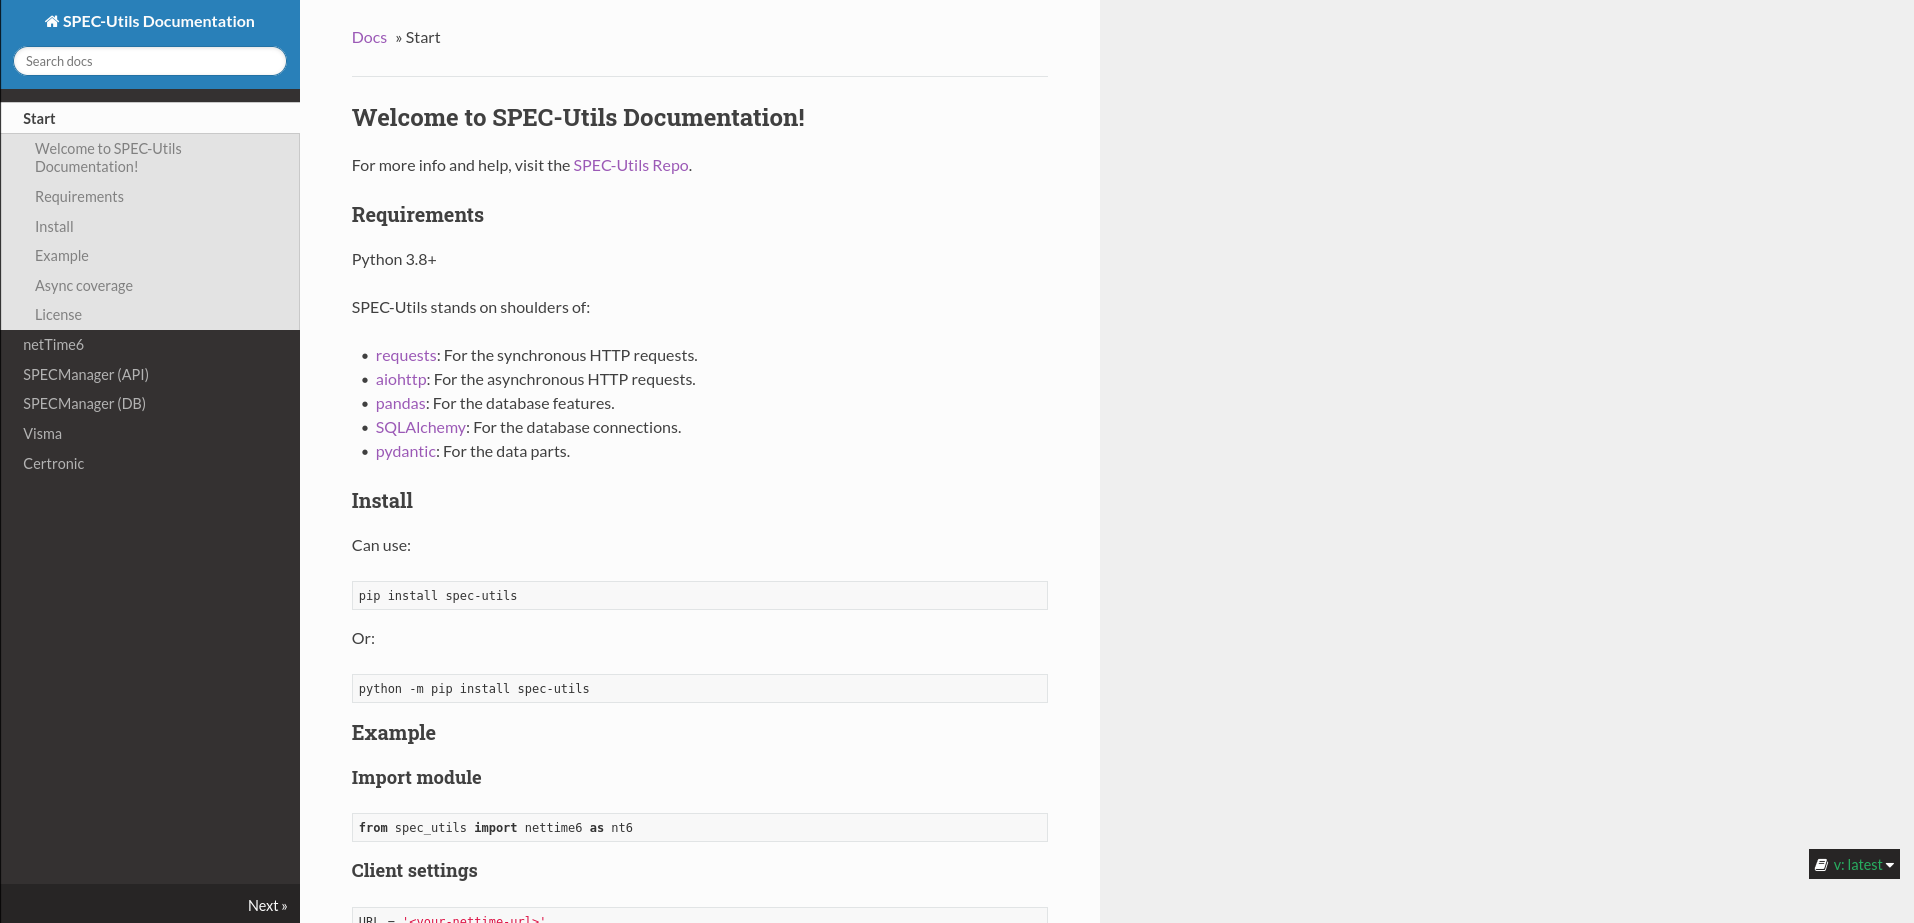 SPEC-Utils Documentation
Search docs
Start
Welcome to SPEC-Utils
Documentation!
Requirements
Install
Example
Async coverage
License
netTime6
SPECManager (API)
SPECManager (DB)
Visma
Certronic
Next »
Docs » Start
Welcome to SPEC-Utils Documentation!
For more info and help, visit the SPEC-Utils Repo.
Requirements
Python 3.8+
SPEC-Utils stands on shoulders of:
• requests: For the synchronous HTTP requests.
• aiohttp: For the asynchronous HTTP requests.
• pandas: For the database features.
• SQLAlchemy: For the database connections.
• pydantic: For the data parts.
Install
Can use:
pip install spec-utils
Or:
python -m pip install spec-utils
Example
Import module
from spec_utils import nettime6 as nt6
Client settings
URL = '<your-nettime-url>'
v: latest